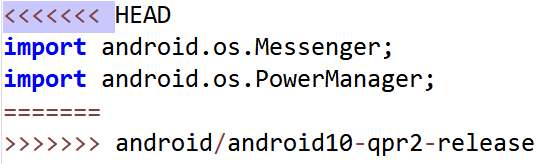 <<<<<<< HEAD
import android.os.Messenger;
import android.os.PowerManager;
=======
>>>>>>> android/android10-qpr2-release